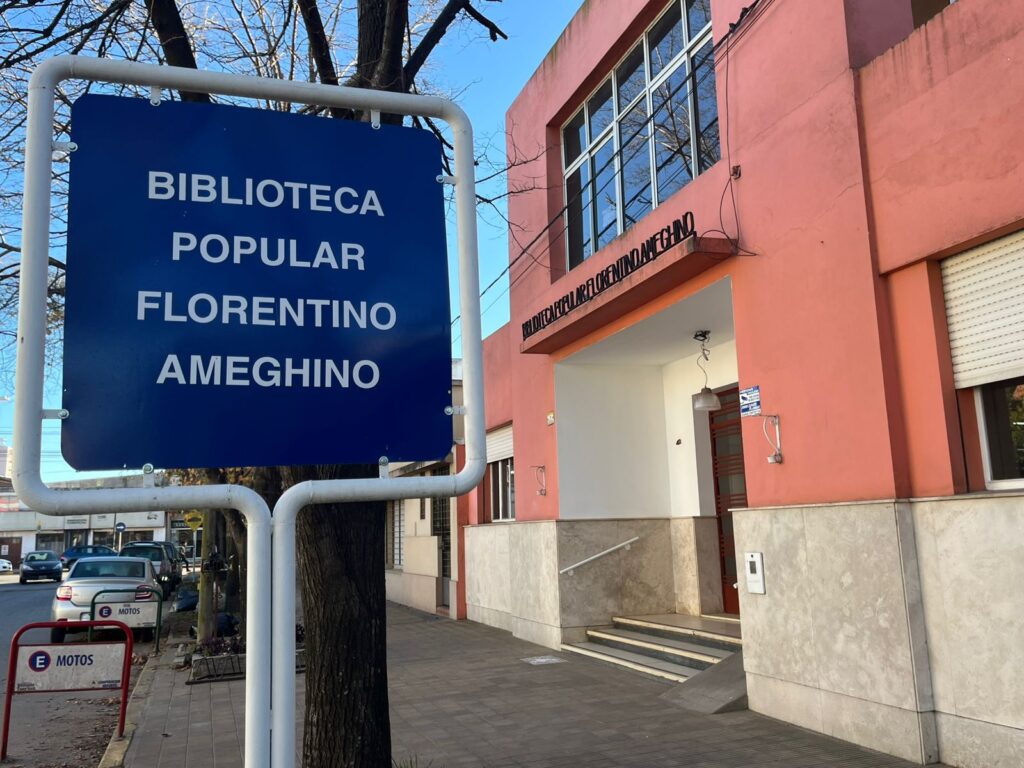 BIBLIOTECA
POPULAR
FLORENTINO
AMEGHINO
BIBLIOTECA POPULAR FLORENTINO AMEGHINO
E MOTOS
E MOTOS